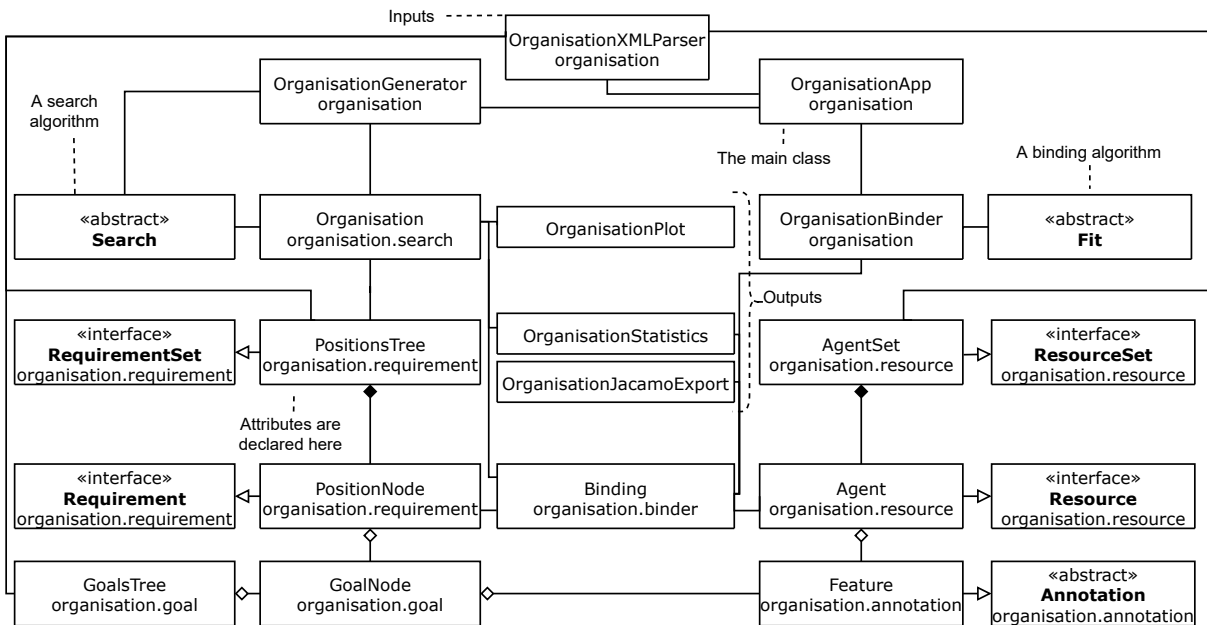 Inputs
OrganisationXMLParser
organisation
OrganisationGenerator
organisation
OrganisationApp
organisation
A search
algorithm
The main class
A binding algorithm
«abstract»
Search
Organisation
organisation.search
OrganisationPlot
OrganisationBinder
organisation
«abstract»
Fit
Outputs
«interface»
RequirementSet
organisation.requirement
PositionsTree
organisation.requirement
OrganisationStatistics
AgentSet
organisation.resource
«interface»
ResourceSet
organisation.resource
OrganisationJacamoExport
Attributes are
declared here
«interface»
Requirement
organisation.requirement
PositionNode
organisation.requirement
Binding
organisation.binder
Agent
organisation.resource
«interface»
Resource
organisation.resource
GoalsTree
organisation.goal
GoalNode
organisation.goal
Feature
organisation.annotation
«abstract»
Annotation
organisation.annotation